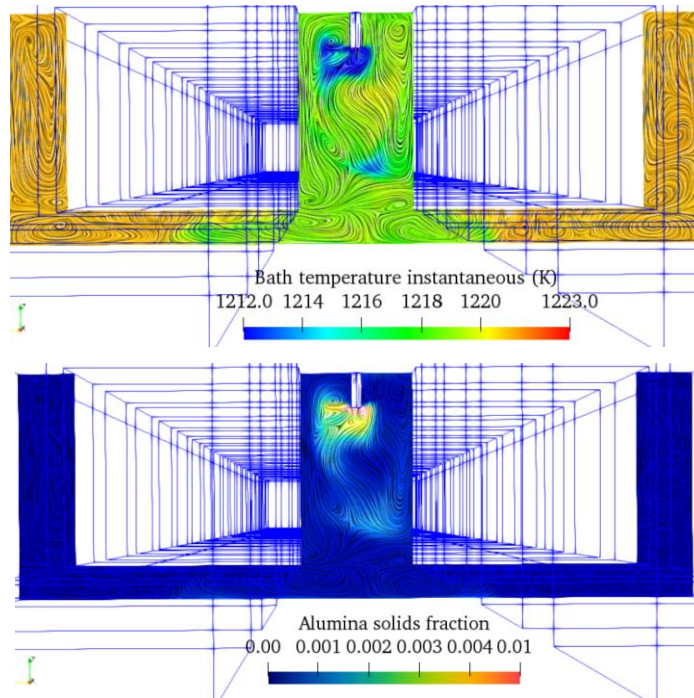 Bath temperature instantaneous (K)
1212.0 1214 1216 1218 1220 1223.0
Alumina solids fraction
0.00 0.001 0.002 0.003 0.004 0.01